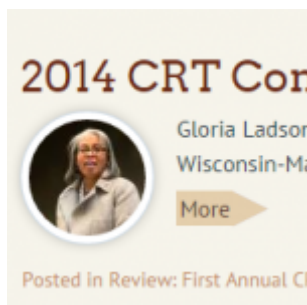 2014 CRT Con
Gloria Ladson
Wisconsin-Ma
More
Posted in Review: First Annual C